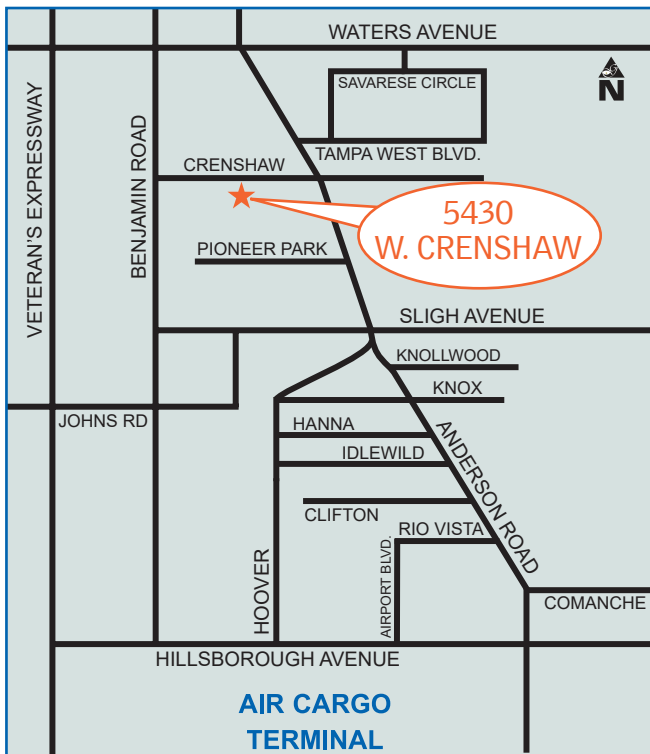 WATERS AVENUE
SAVARESE CIRCLE
N
TAMPA WEST BLVD.
CRENSHAW
VETERAN'S EXPRESSWAY
BENJAMIN ROAD
5430
W. CRENSHAW
PIONEER PARK
SLIGH AVENUE
KNOLLWOOD
KNOX
JOHNS RD
HANNA
IDLEWILD
ANDERSON ROAD
CLIFTON
RIO VISTA
HOOVER
AIRPORT BLVD.
COMANCHE
HILLSBOROUGH AVENUE
AIR CARGO
TERMINAL